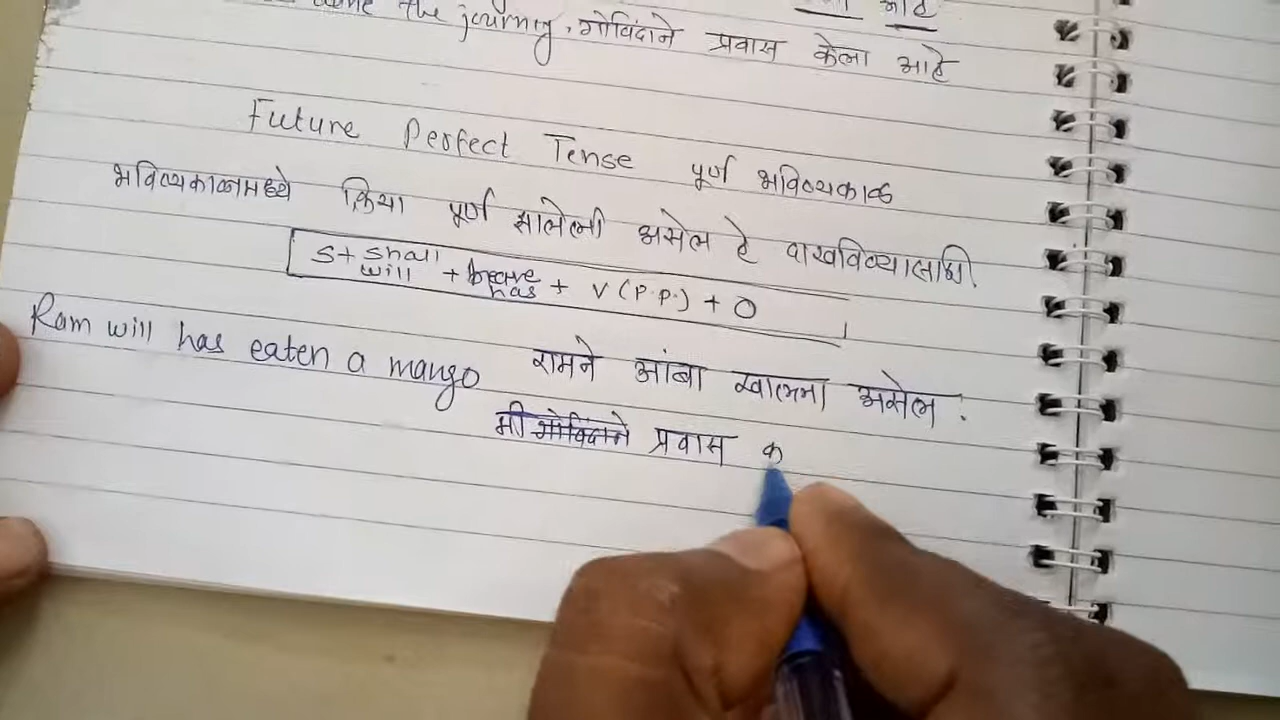 आहे
the journey, गोविंदाने प्रवास केला आहे
Future Perfect Tense पूर्ण भविष्यकाळ
भविष्यकाळामध्ये क्रिया पूर्ण झालेली असेल हे दाखविण्यासाठी
S + shall will + have has + V (P.P.) + O
Ram will has eaten a mango रामने आंबा खाल्ला असेल.
प्रवास क